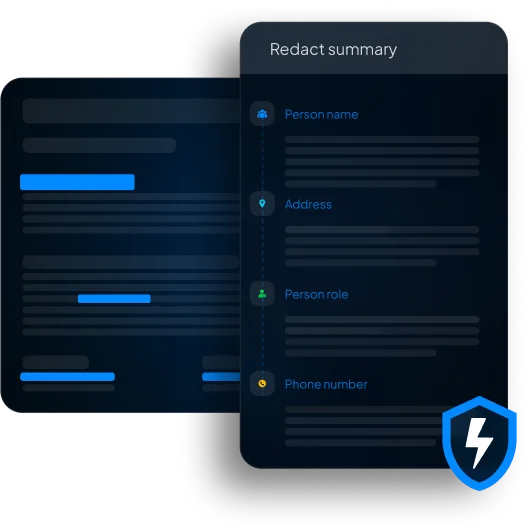 Redact summary
Person name
Address
Person role
Phone number